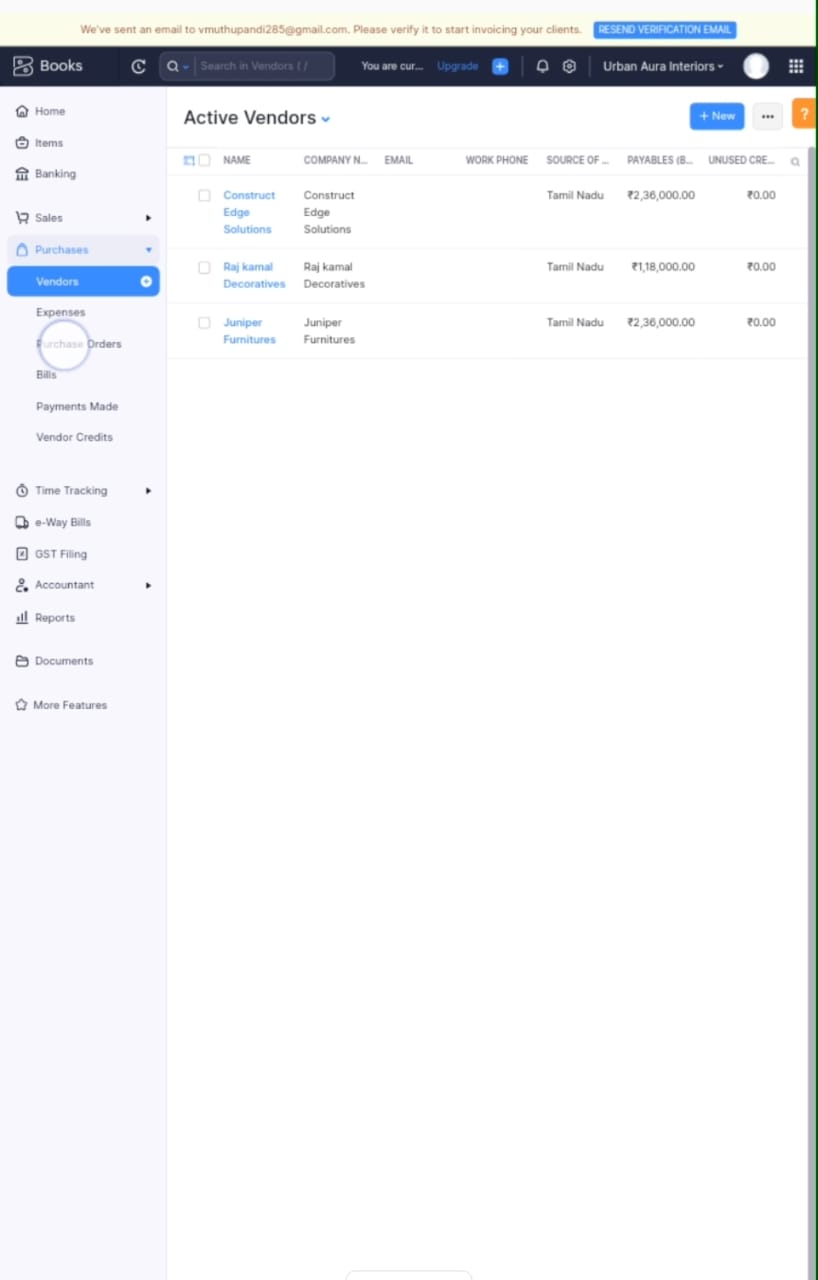 We've sent an email to vmuthupandi285@gmail.com. Please verify it to start invoicing your clients. RESEND VERIFICATION EMAIL
Books
Search in Vendors ( /
You are cur... Upgrade
Urban Aura Interiors
Home
Items
Banking
Sales
Purchases
Vendors
Expenses
Purchase Orders
Bills
Payments Made
Vendor Credits
Time Tracking
e-Way Bills
GST Filing
Accountant
Reports
Documents
More Features
Active Vendors
+ New
...
?
NAME COMPANY N... EMAIL WORK PHONE SOURCE OF ... PAYABLES (B... UNUSED CRE...
Construct Construct Tamil Nadu ₹2,36,000.00 ₹0.00
Edge Edge
Solutions Solutions
Raj kamal Raj kamal Tamil Nadu ₹1,18,000.00 ₹0.00
Decoratives Decoratives
Juniper Juniper Tamil Nadu ₹2,36,000.00 ₹0.00
Furnitures Furnitures